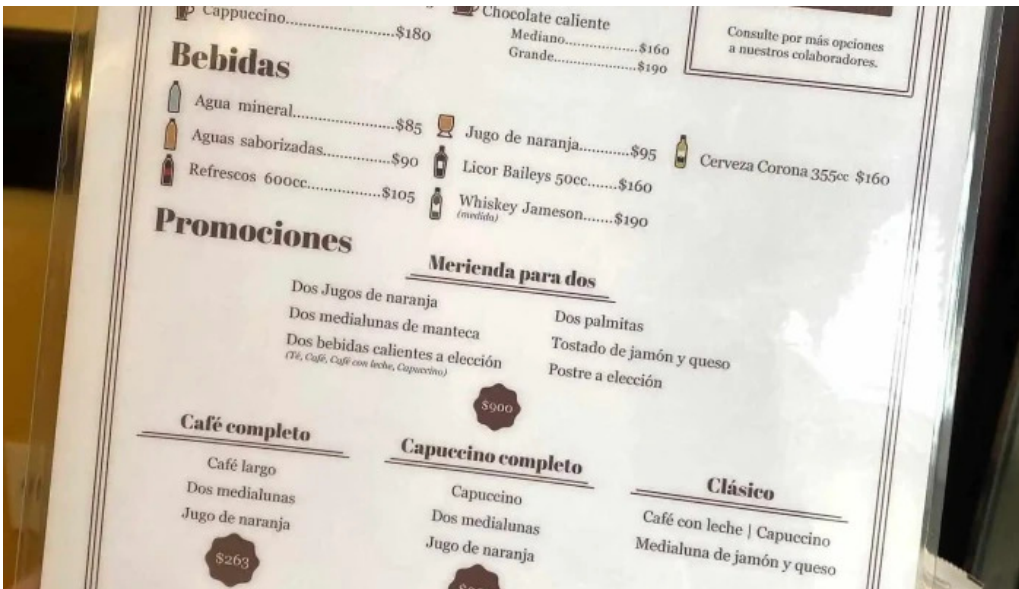 Cappuccino..................$180
Chocolate caliente
Mediano................$160
Grande..................$190
Consulte por más opciones
a nuestros colaboradores.
Bebidas
Agua mineral....................$85
Aguas saborizadas.............$90
Refrescos 600cc..............$105
Jugo de naranja..........$95
Licor Baileys 50cc......$160
Whiskey Jameson.......$190
(medida)
Cerveza Corona 355cc $160
Promociones
Merienda para dos
Dos Jugos de naranja
Dos medialunas de manteca
Dos bebidas calientes a elección
(Té, Café, Café con leche, Capuccino)
Dos palmitas
Tostado de jamón y queso
Postre a elección
$900
Café completo
Café largo
Dos medialunas
Jugo de naranja
$263
Capuccino completo
Capuccino
Dos medialunas
Jugo de naranja
Clásico
Café con leche | Capuccino
Medialuna de jamón y queso